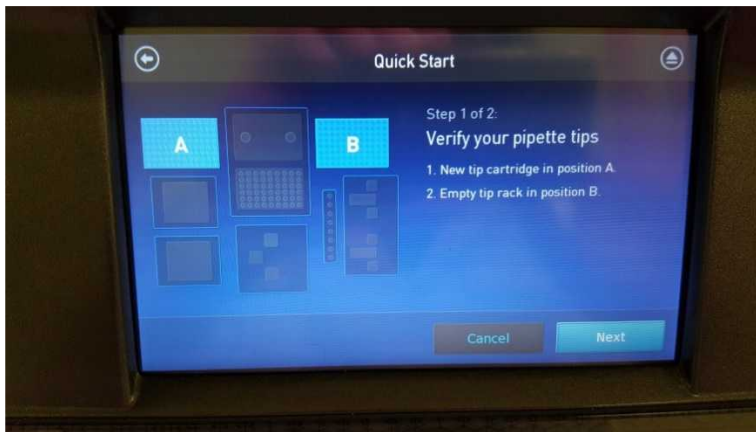 Quick Start
A
B
Step 1 of 2:
Verify your pipette tips
1. New tip cartridge in position A.
2. Empty tip rack in position B.
Cancel
Next